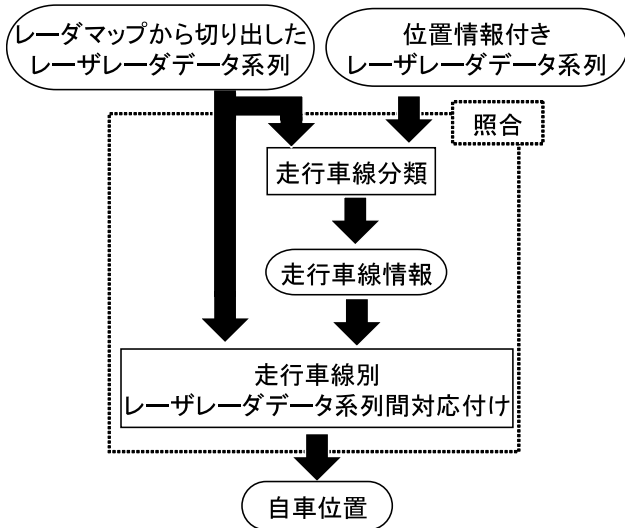 レーダマップから切り出した
レーザレーダデータ系列
位置情報付き
レーザレーダデータ系列
照合
走行車線分類
走行車線情報
走行車線別
レーザレーダデータ系列間対応付け
自車位置